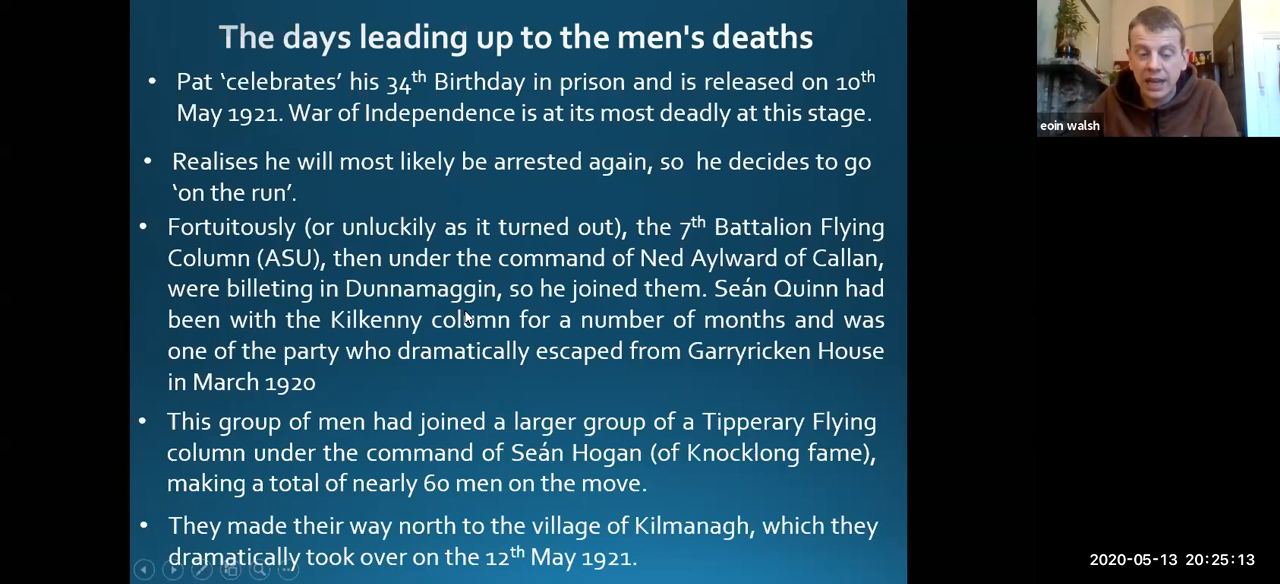 The days leading up to the men's deaths
• Pat ‘celebrates’ his 34th Birthday in prison and is released on 10th
May 1921. War of Independence is at its most deadly at this stage.
• Realises he will most likely be arrested again, so he decides to go
‘on the run’.
• Fortuitously (or unluckily as it turned out), the 7th Battalion Flying
Column (ASU), then under the command of Ned Aylward of Callan,
were billeting in Dunnamaggin, so he joined them. Seán Quinn had
been with the Kilkenny column for a number of months and was
one of the party who dramatically escaped from Garryricken House
in March 1920
• This group of men had joined a larger group of a Tipperary Flying
column under the command of Seán Hogan (of Knocklong fame),
making a total of nearly 60 men on the move.
• They made their way north to the village of Kilmanagh, which they
dramatically took over on the 12th May 1921.
eoin walsh
2020-05-13 20:25:13